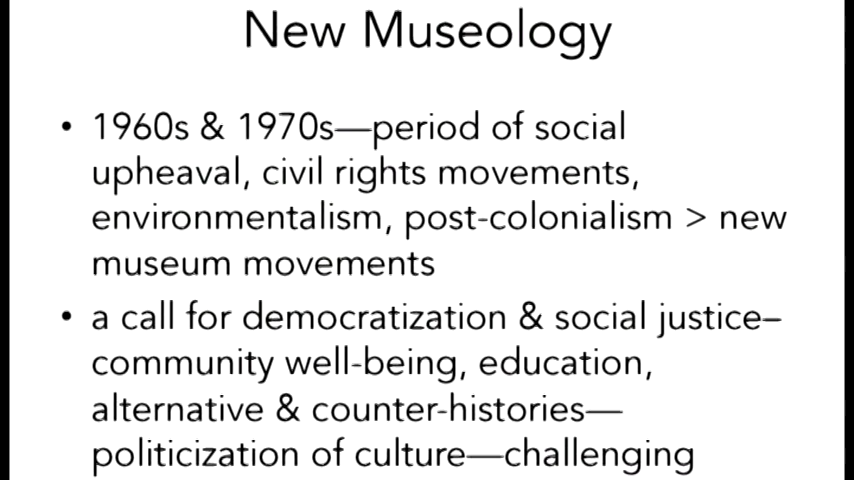 New Museology
• 1960s & 1970s—period of social
upheaval, civil rights movements,
environmentalism, post-colonialism > new
museum movements
• a call for democratization & social justice–
community well-being, education,
alternative & counter-histories—
politicization of culture—challenging